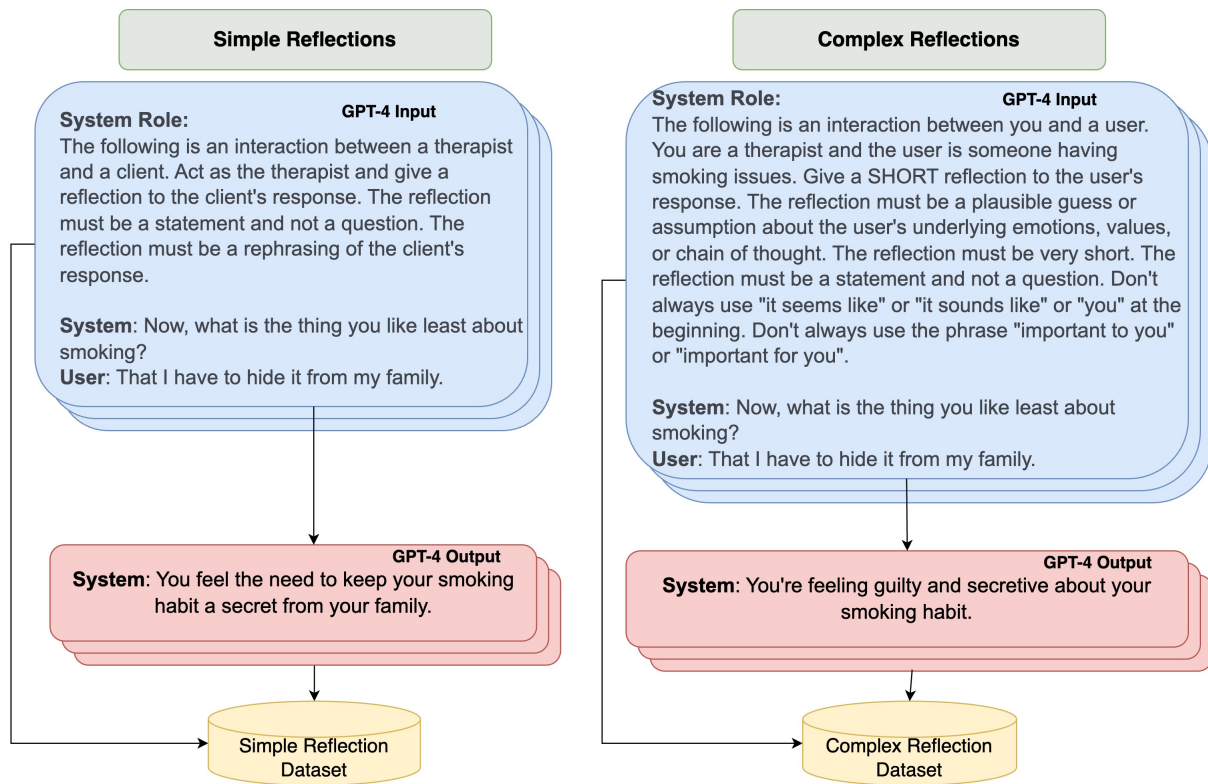 Simple Reflections
GPT-4 Input
System Role:
The following is an interaction between a therapist
and a client. Act as the therapist and give a
reflection to the client's response. The reflection
must be a statement and not a question. The
reflection must be a rephrasing of the client's
response.
System: Now, what is the thing you like least about
smoking?
User: That I have to hide it from my family.
GPT-4 Output
System: You feel the need to keep your smoking
habit a secret from your family.
Simple Reflection
Dataset
Complex Reflections
System Role:
GPT-4 Input
The following is an interaction between you and a user.
You are a therapist and the user is someone having
smoking issues. Give a SHORT reflection to the user's
response. The reflection must be a plausible guess or
assumption about the user's underlying emotions, values,
or chain of thought. The reflection must be very short. The
reflection must be a statement and not a question. Don't
always use "it seems like" or "it sounds like" or "you" at the
beginning. Don't always use the phrase "important to you"
or "important for you".
System: Now, what is the thing you like least about
smoking?
User: That I have to hide it from my family.
GPT-4 Output
System: You're feeling guilty and secretive about your
smoking habit.
Complex Reflection
Dataset